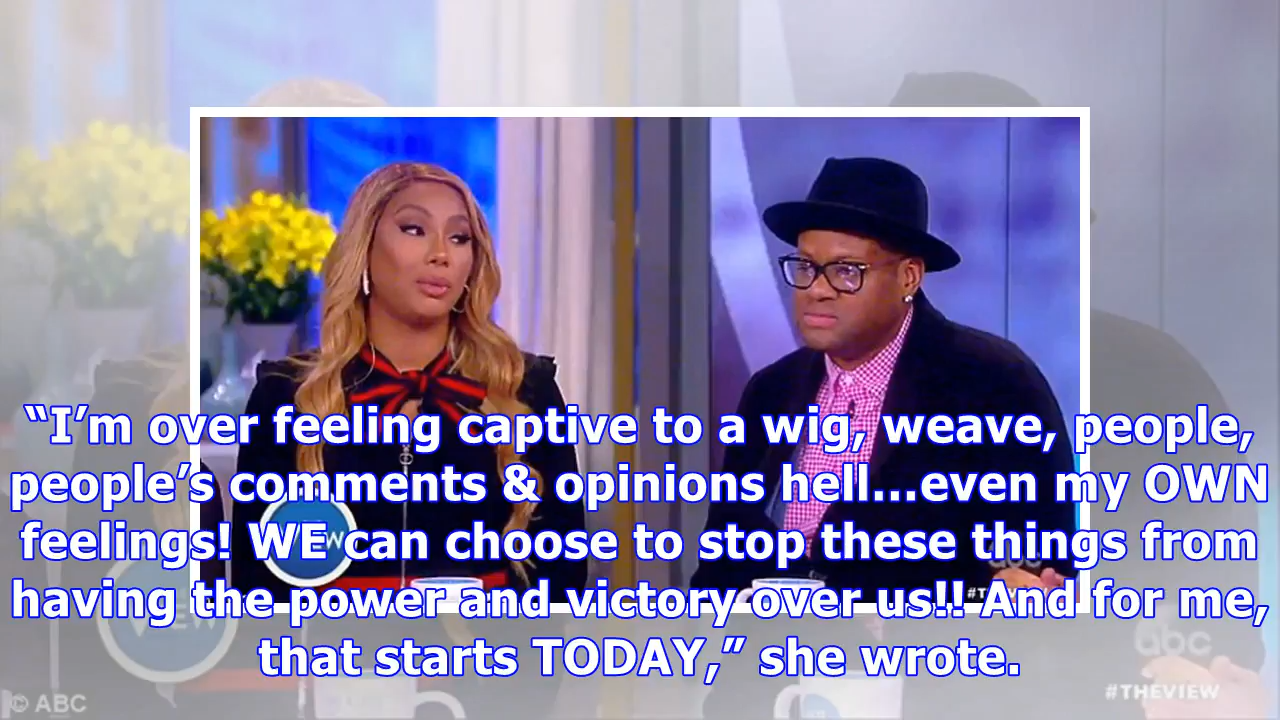 “I’m over feeling captive to a wig, weave, people,
people’s comments & opinions hell...even my OWN
feelings! WE can choose to stop these things from
having the power and victory over us!! And for me,
that starts TODAY,” she wrote.
abc
#THEVIEW
© ABC